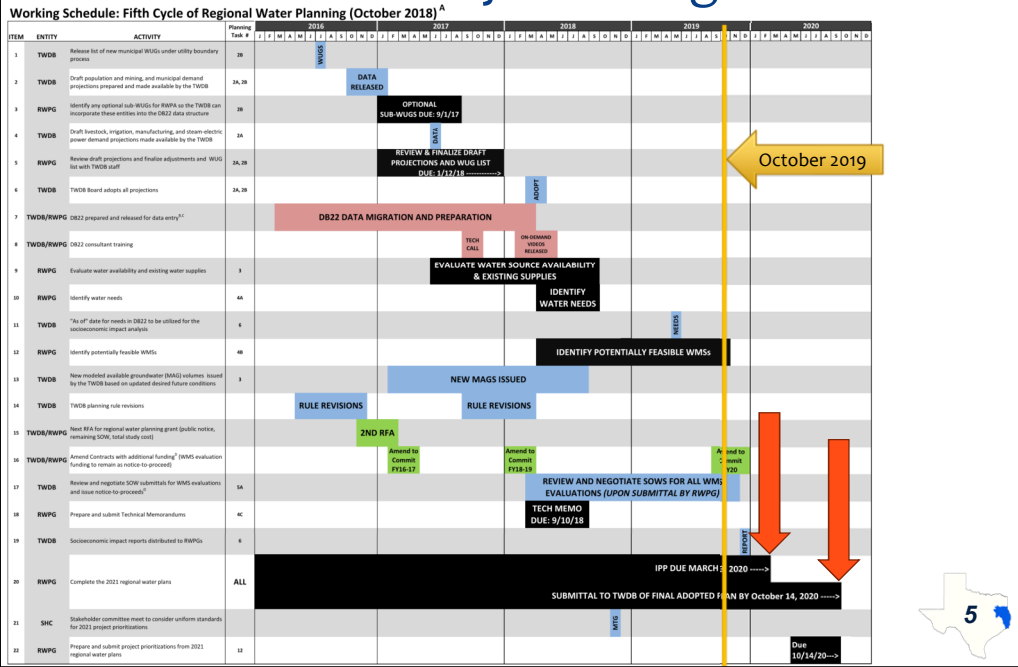 Working Schedule: Fifth Cycle of Regional Water Planning (October 2018) A
2016 2017 2018 2019 2020
ITEM ENTITY ACTIVITY Planning Task # J F M A M J J A S O N D J F M A M J J A S O N D J F M A M J J A S O N D J F M A M J J A S N D J F M A M J J A S O N D
1 TWDB Release list of new municipal WUGs under utility boundary
process 2B WUGS
2 TWDB Draft population and mining, and municipal demand
projections prepared and made available by the TWDB 2A, 2B DATA
RELEASED
3 RWPG Identify any optional sub-WUGs for RWPA so the TWDB can
incorporate these entities into the DB22 data structure 2B OPTIONAL
SUB-WUGS DUE: 9/1/17
4 TWDB Draft livestock, irrigation, manufacturing, and steam-electric
power demand projections made available by the TWDB 2A DATA
5 RWPG Review draft projections and finalize adjustments and WUG
list with TWDB staff 2A, 2B REVIEW & FINALIZE DRAFT
PROJECTIONS AND WUG LIST
DUE: 1/12/18 ------------>
October 2019
6 TWDB TWDB Board adopts all projections 2A, 2B ADOPT
7 TWDB/RWPG DB22 prepared and released for data entry B,C DB22 DATA MIGRATION AND PREPARATION
8 TWDB/RWPG DB22 consultant training TECH
CALL
ON-DEMAND
VIDEOS
RELEASED
9 RWPG Evaluate water availability and existing water supplies 3 EVALUATE WATER SOURCE AVAILABILITY
& EXISTING SUPPLIES
10 RWPG Identify water needs 4A IDENTIFY
WATER NEEDS
11 TWDB "As of" date for needs in DB22 to be utilized for the
socioeconomic impact analysis 6 NEEDS
12 RWPG Identify potentially feasible WMSs 4B IDENTIFY POTENTIALLY FEASIBLE WMSs
13 TWDB New modeled available groundwater (MAG) volumes issued
by the TWDB based on updated desired future conditions 3 NEW MAGS ISSUED
14 TWDB TWDB planning rule revisions RULE REVISIONS RULE REVISIONS
15 TWDB/RWPG Next RFA for regional water planning grant (public notice,
remaining SOW, total study cost) 2ND RFA
16 TWDB/RWPG Amend Contracts with additional funding (WMS evaluation
funding to remain as notice-to-proceed)
Amend to
Commit
FY16-17
Amend to
Commit
FY18-19
17 TWDB Review and negotiate SOW submittals for WMS evaluations
and issue notice-to-proceeds 5A REVIEW AND NEGOTIATE SOWS FOR ALL WMS
EVALUATIONS (UPON SUBMITTAL BY RWPG)
18 RWPG Prepare and submit Technical Memorandums 4C TECH MEMO
DUE: 9/10/18
19 TWDB Socioeconomic impact reports distributed to RWPGs 6 REPORT
20 RWPG Complete the 2021 regional water plans ALL IPP DUE MARCH 2020 ----->
SUBMITTAL TO TWDB OF FINAL ADOPTED PLAN BY October 14, 2020 ----->
21 SHC Stakeholder committee meet to consider uniform standards
for 2021 project prioritizations MTG
22 RWPG Prepare and submit project prioritizations from 2021
regional water plans 12 Due
10/14/20--->
5